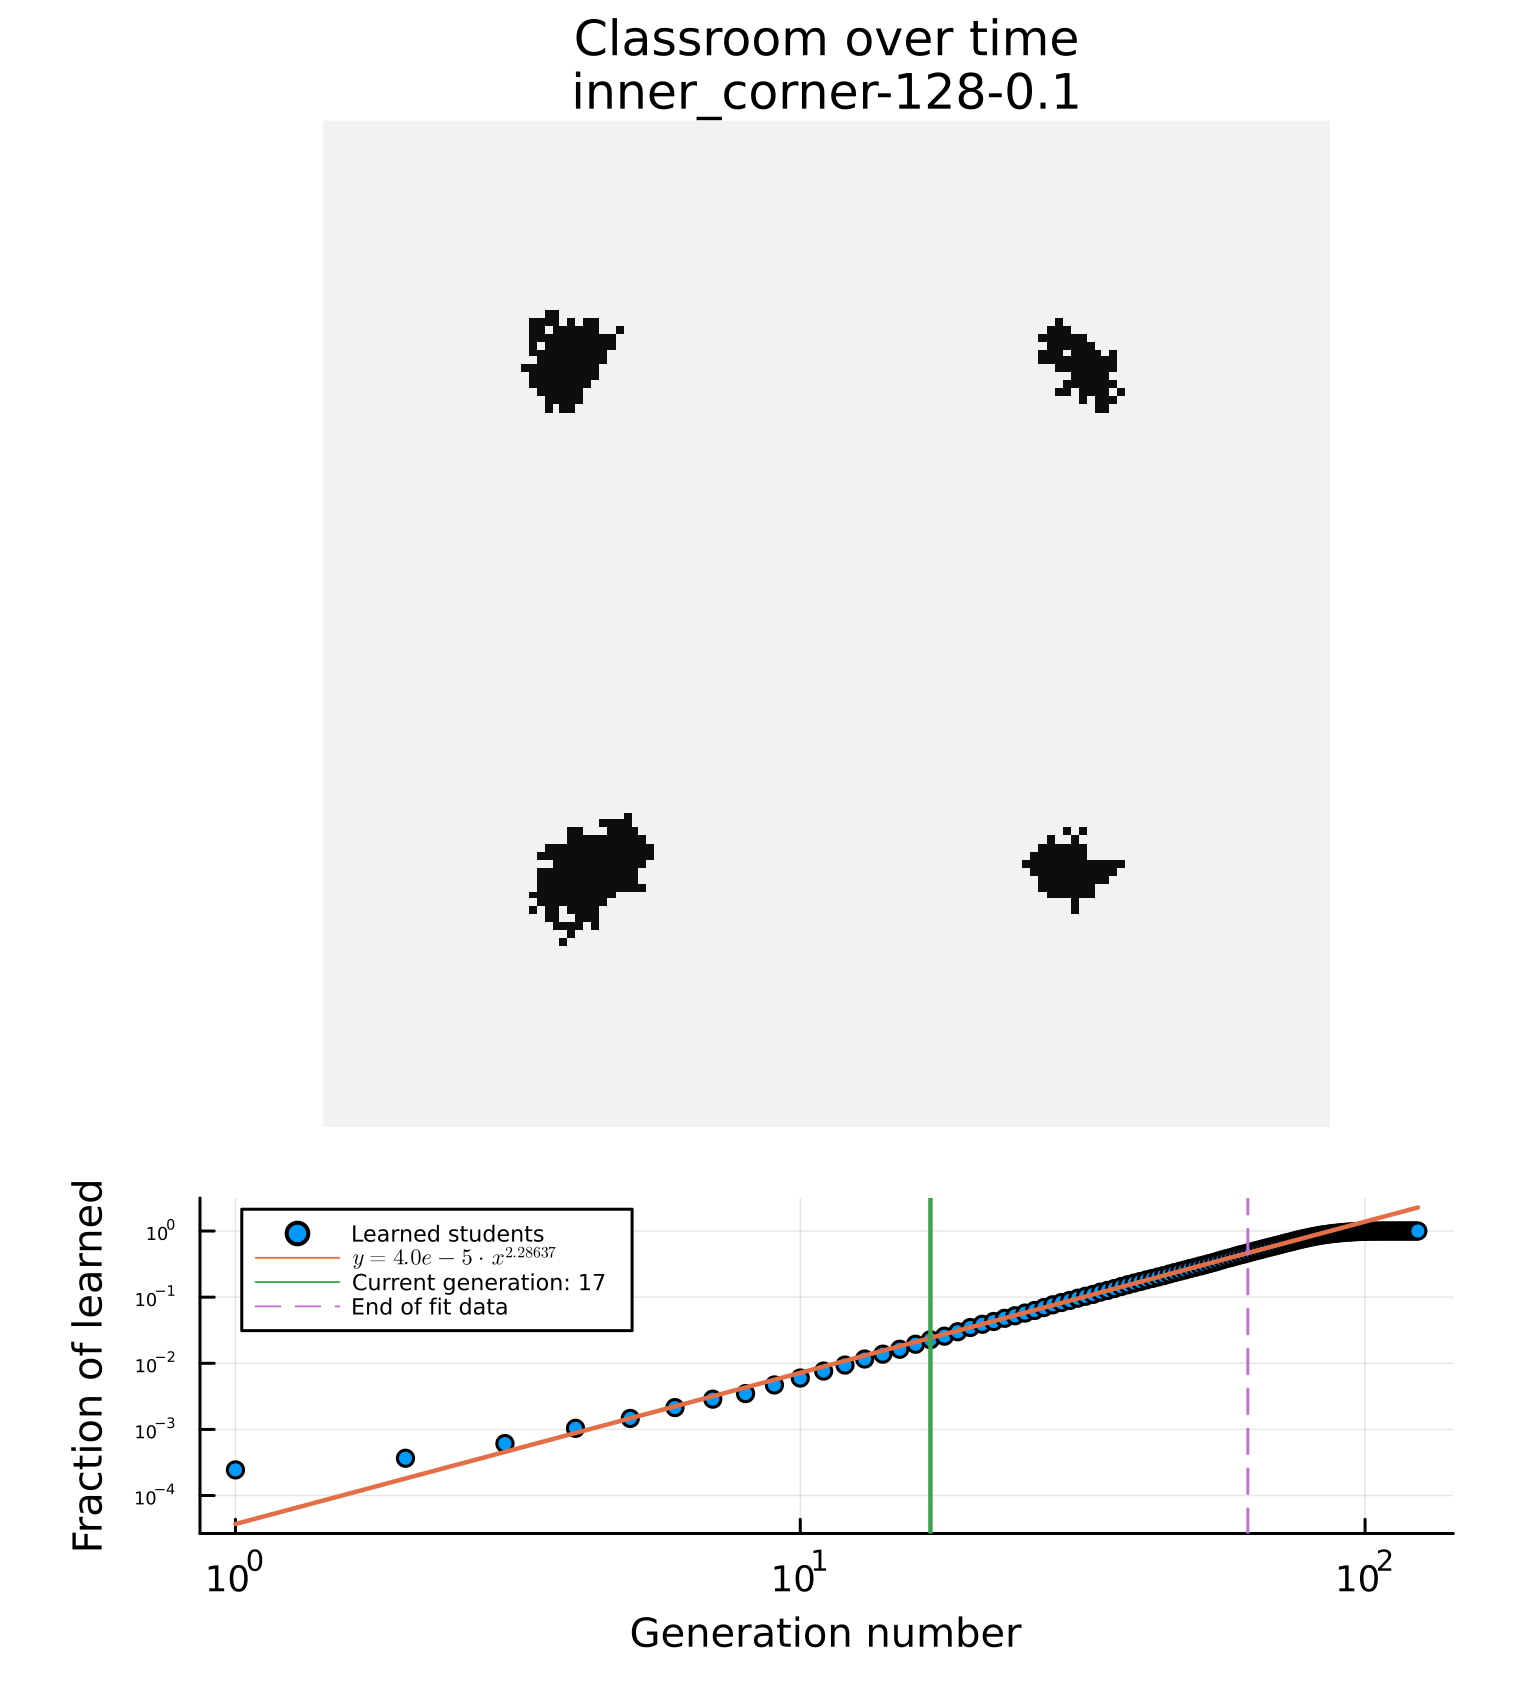 Classroom over time
inner_corner-128-0.1
Fraction of learned
10^0
10^-1
10^-2
10^-3
10^-4
Learned students
y = 4.0e − 5 · x^2.28637
Current generation: 17
End of fit data
10^0 10^1 10^2
Generation number